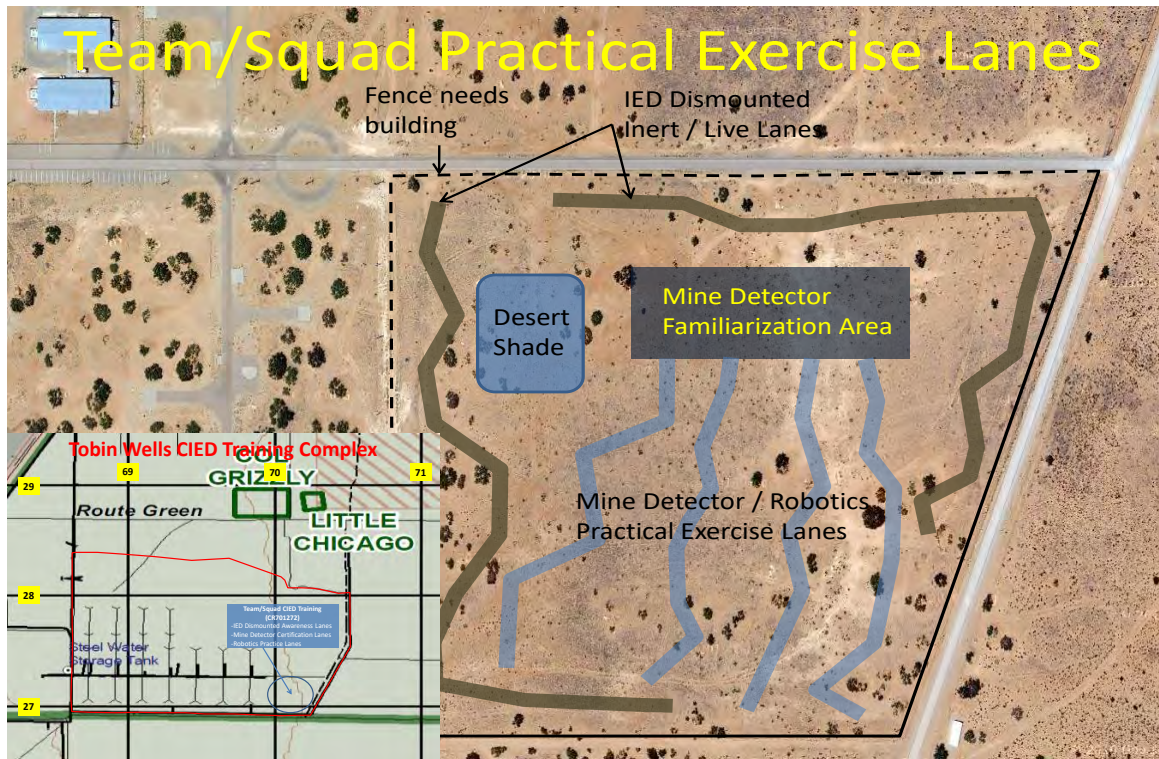 Team/Squad Practical Exercise Lanes
Fence needs
building
IED Dismounted
Inert / Live Lanes
Desert
Shade
Mine Detector
Familiarization Area
Mine Detector / Robotics
Practical Exercise Lanes
Tobin Wells CIED Training Complex
69
70
71
COL
GRIZZLY
29
Route Green
LITTLE
CHICAGO
28
Team/Squad CIED Training
(CR701272)
-IED Dismounted Awareness Lanes
-Mine Detector Certification Lanes
-Robotics Practice Lanes
Steel Water
Storage Tank
27